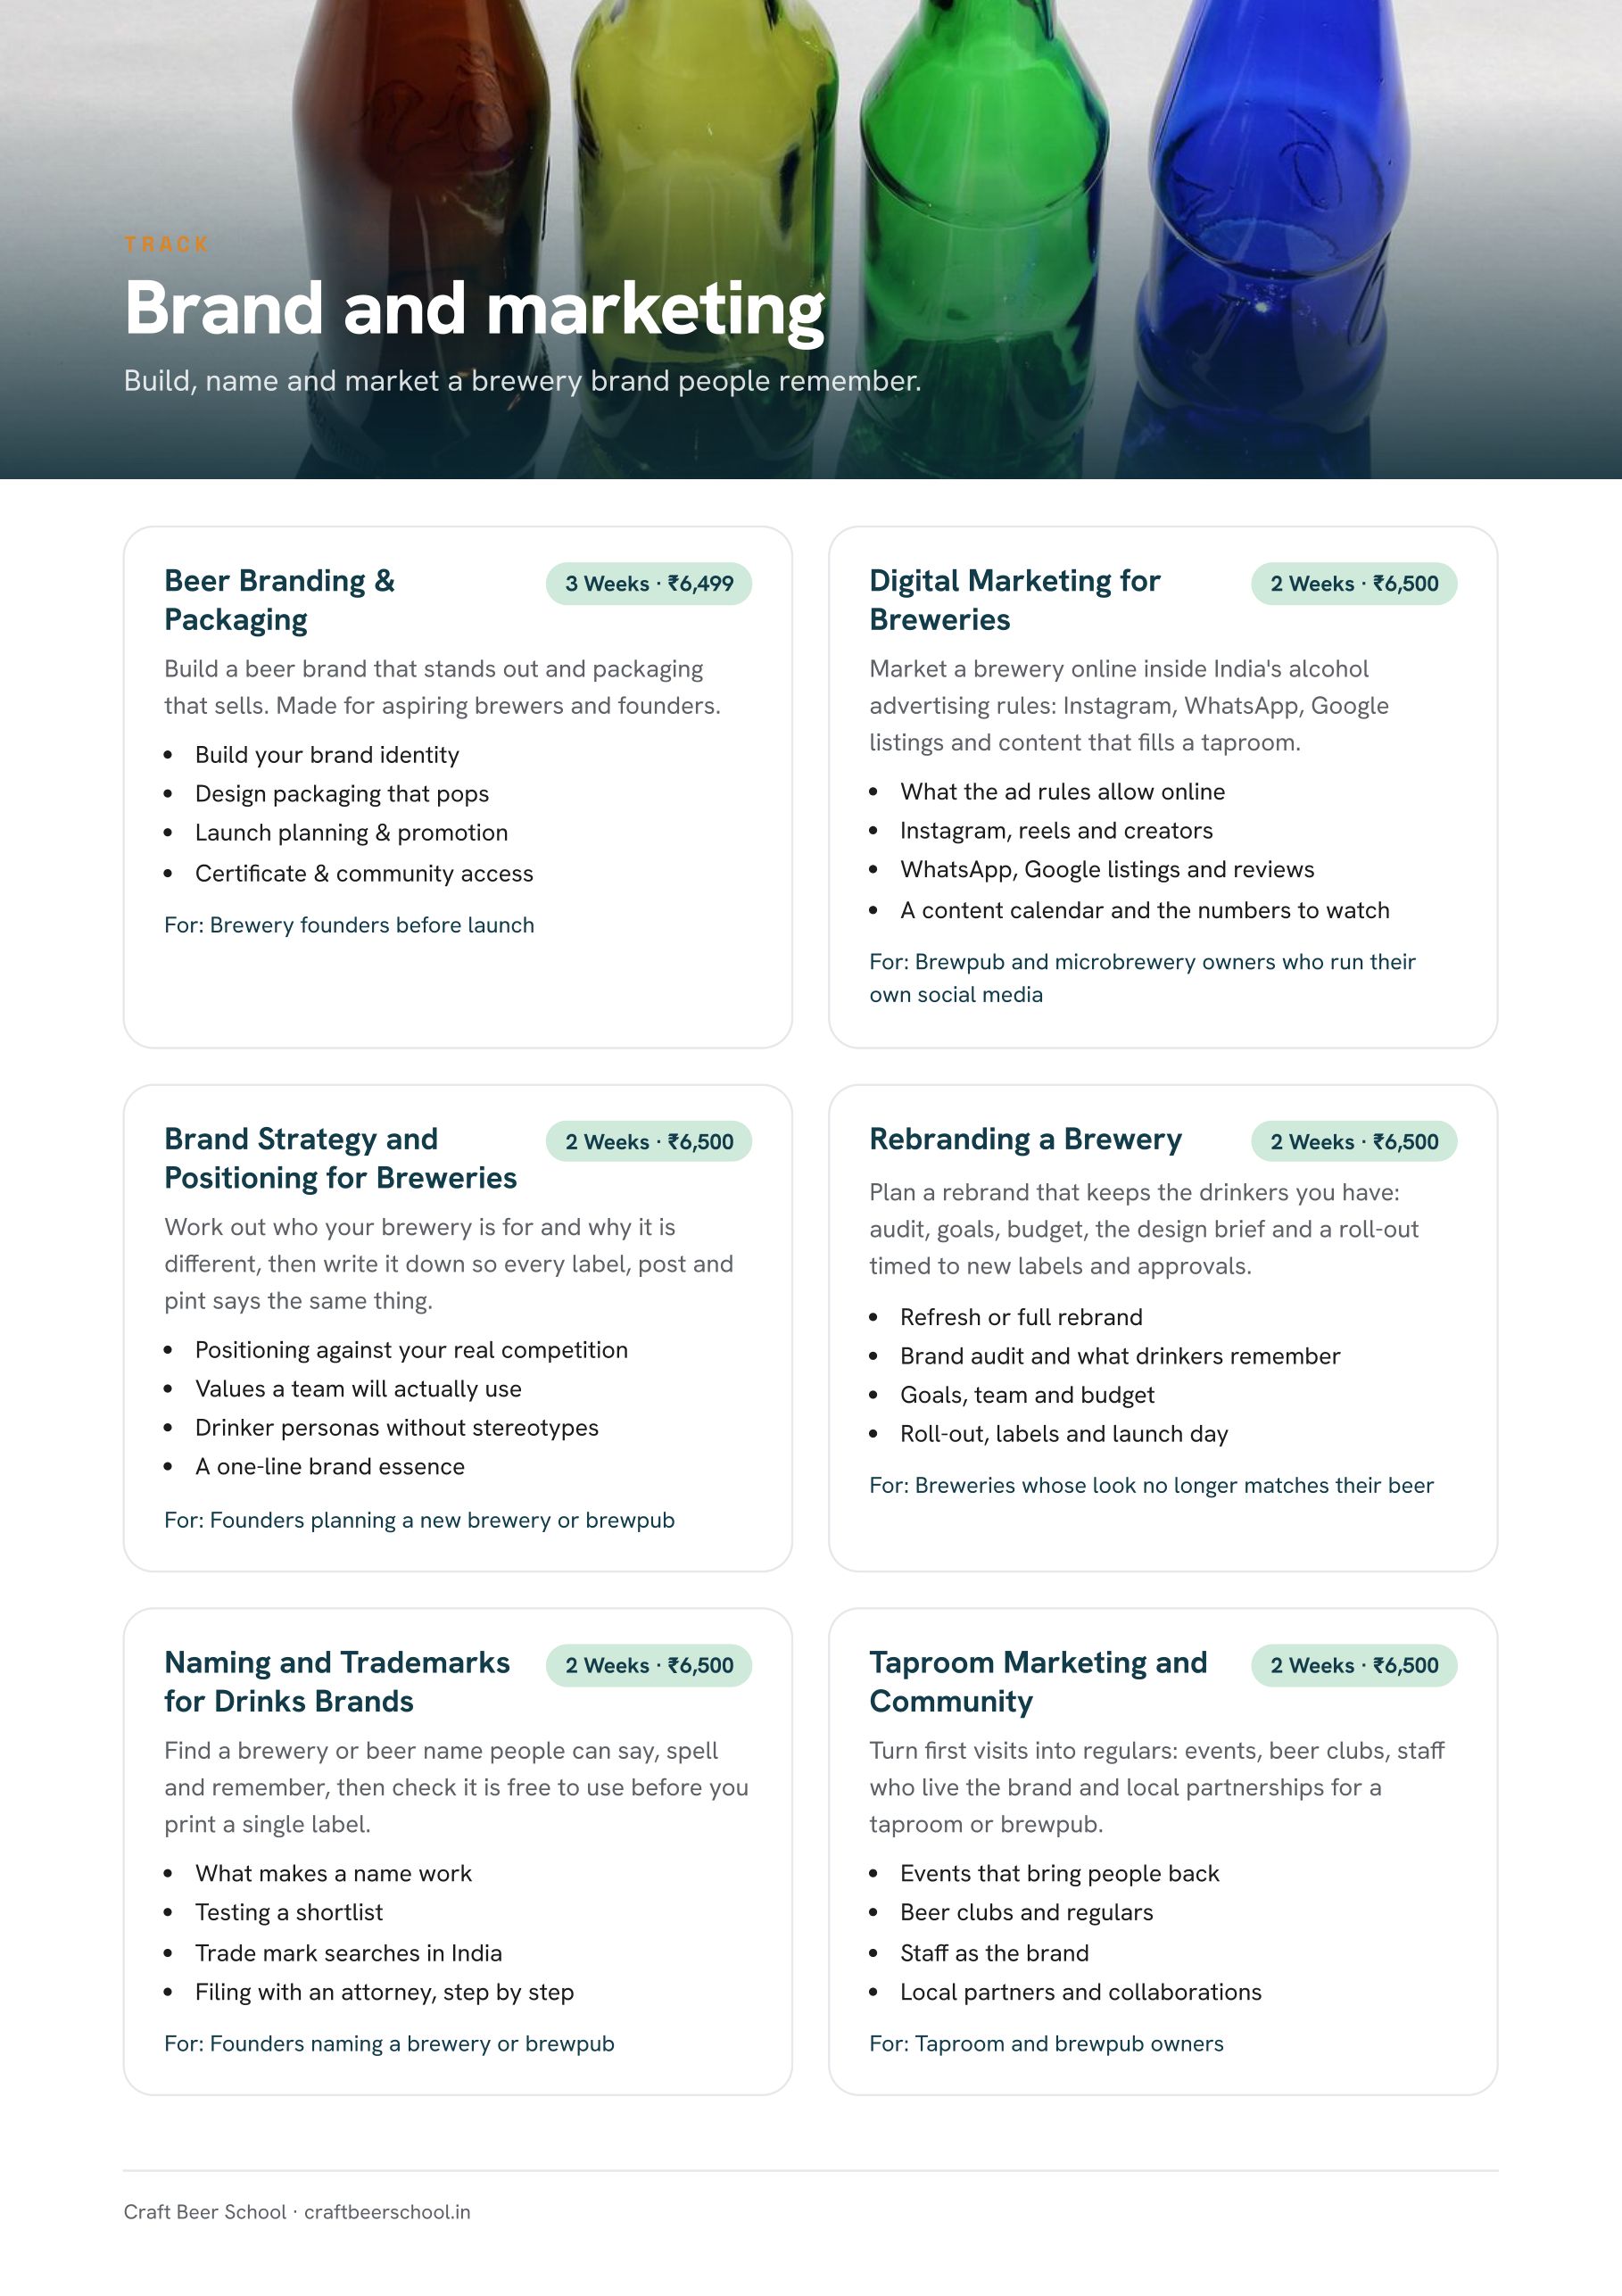 TRACK
Brand and marketing
Build, name and market a brewery brand people remember.
Beer Branding &
Packaging
3 Weeks · ₹6,499
Build a beer brand that stands out and packaging
that sells. Made for aspiring brewers and founders.
• Build your brand identity
• Design packaging that pops
• Launch planning & promotion
• Certificate & community access
For: Brewery founders before launch
Digital Marketing for
Breweries
2 Weeks · ₹6,500
Market a brewery online inside India's alcohol
advertising rules: Instagram, WhatsApp, Google
listings and content that fills a taproom.
• What the ad rules allow online
• Instagram, reels and creators
• WhatsApp, Google listings and reviews
• A content calendar and the numbers to watch
For: Brewpub and microbrewery owners who run their
own social media
Brand Strategy and
Positioning for Breweries
2 Weeks · ₹6,500
Work out who your brewery is for and why it is
different, then write it down so every label, post and
pint says the same thing.
• Positioning against your real competition
• Values a team will actually use
• Drinker personas without stereotypes
• A one-line brand essence
For: Founders planning a new brewery or brewpub
Rebranding a Brewery
2 Weeks · ₹6,500
Plan a rebrand that keeps the drinkers you have:
audit, goals, budget, the design brief and a roll-out
timed to new labels and approvals.
• Refresh or full rebrand
• Brand audit and what drinkers remember
• Goals, team and budget
• Roll-out, labels and launch day
For: Breweries whose look no longer matches their beer
Naming and Trademarks
for Drinks Brands
2 Weeks · ₹6,500
Find a brewery or beer name people can say, spell
and remember, then check it is free to use before you
print a single label.
• What makes a name work
• Testing a shortlist
• Trade mark searches in India
• Filing with an attorney, step by step
For: Founders naming a brewery or brewpub
Taproom Marketing and
Community
2 Weeks · ₹6,500
Turn first visits into regulars: events, beer clubs, staff
who live the brand and local partnerships for a
taproom or brewpub.
• Events that bring people back
• Beer clubs and regulars
• Staff as the brand
• Local partners and collaborations
For: Taproom and brewpub owners
Craft Beer School · craftbeerschool.in